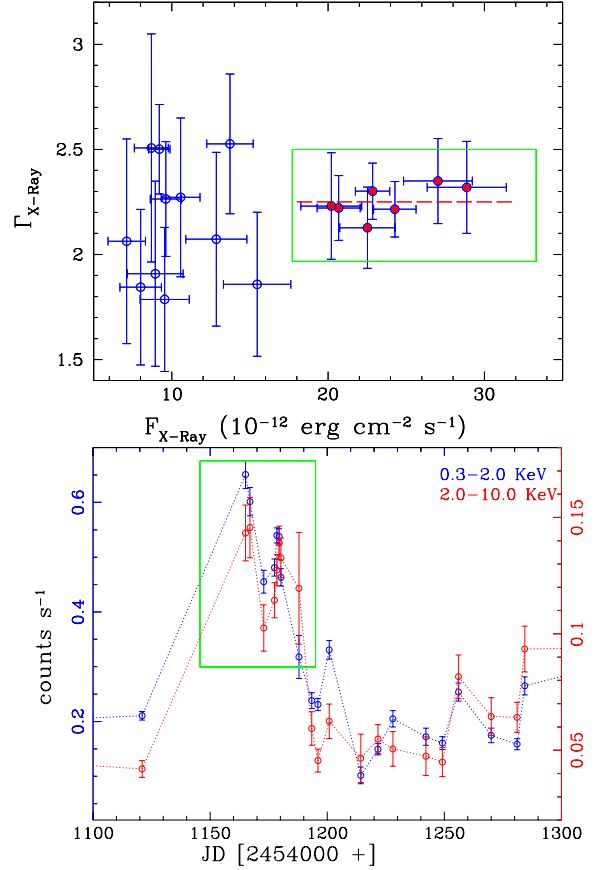 3
2.5
2
1.5
Γ_X−Ray
10 20 30
F_X−Ray (10⁻¹² erg cm⁻² s⁻¹)
0.3−2.0 KeV
2.0−10.0 KeV
0.6
0.4
0.2
counts s⁻¹
0.15
0.1
0.05
1100 1150 1200 1250 1300
JD [2454000 +]